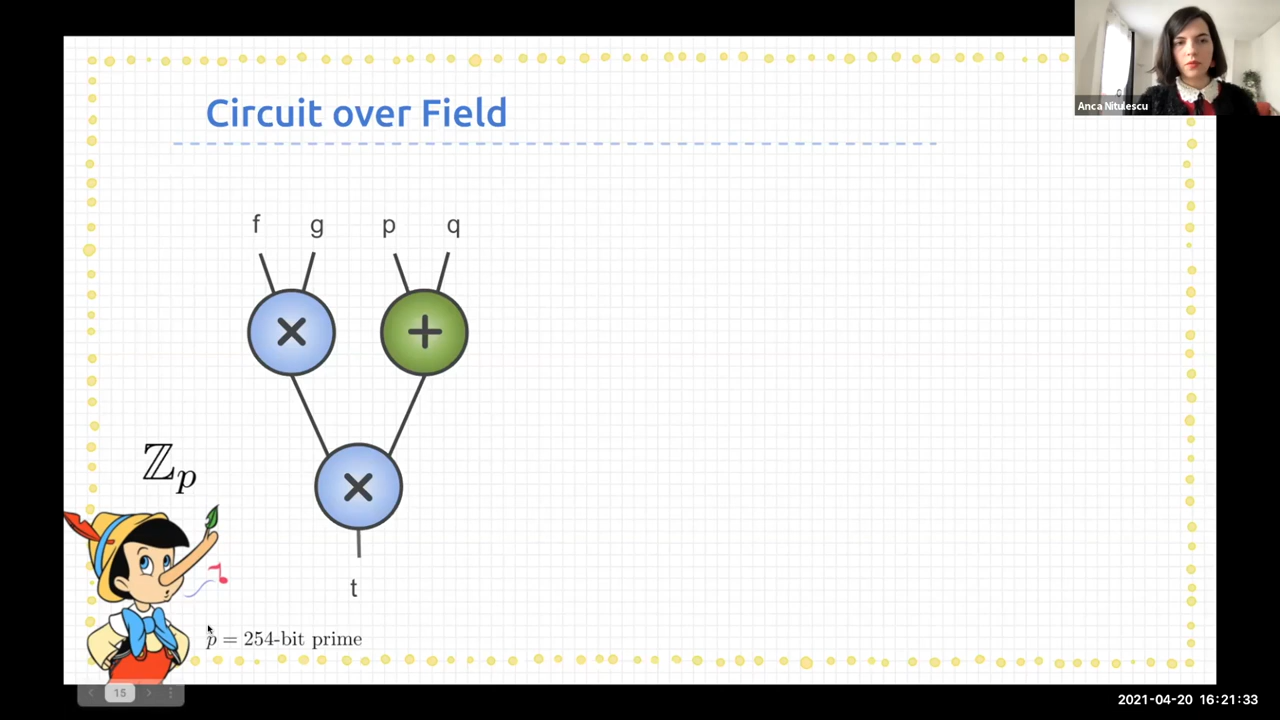 Anca Nitulescu
Circuit over Field
f g p q
× +
ℤp
×
t
p = 254-bit prime
15
2021-04-20 16:21:33